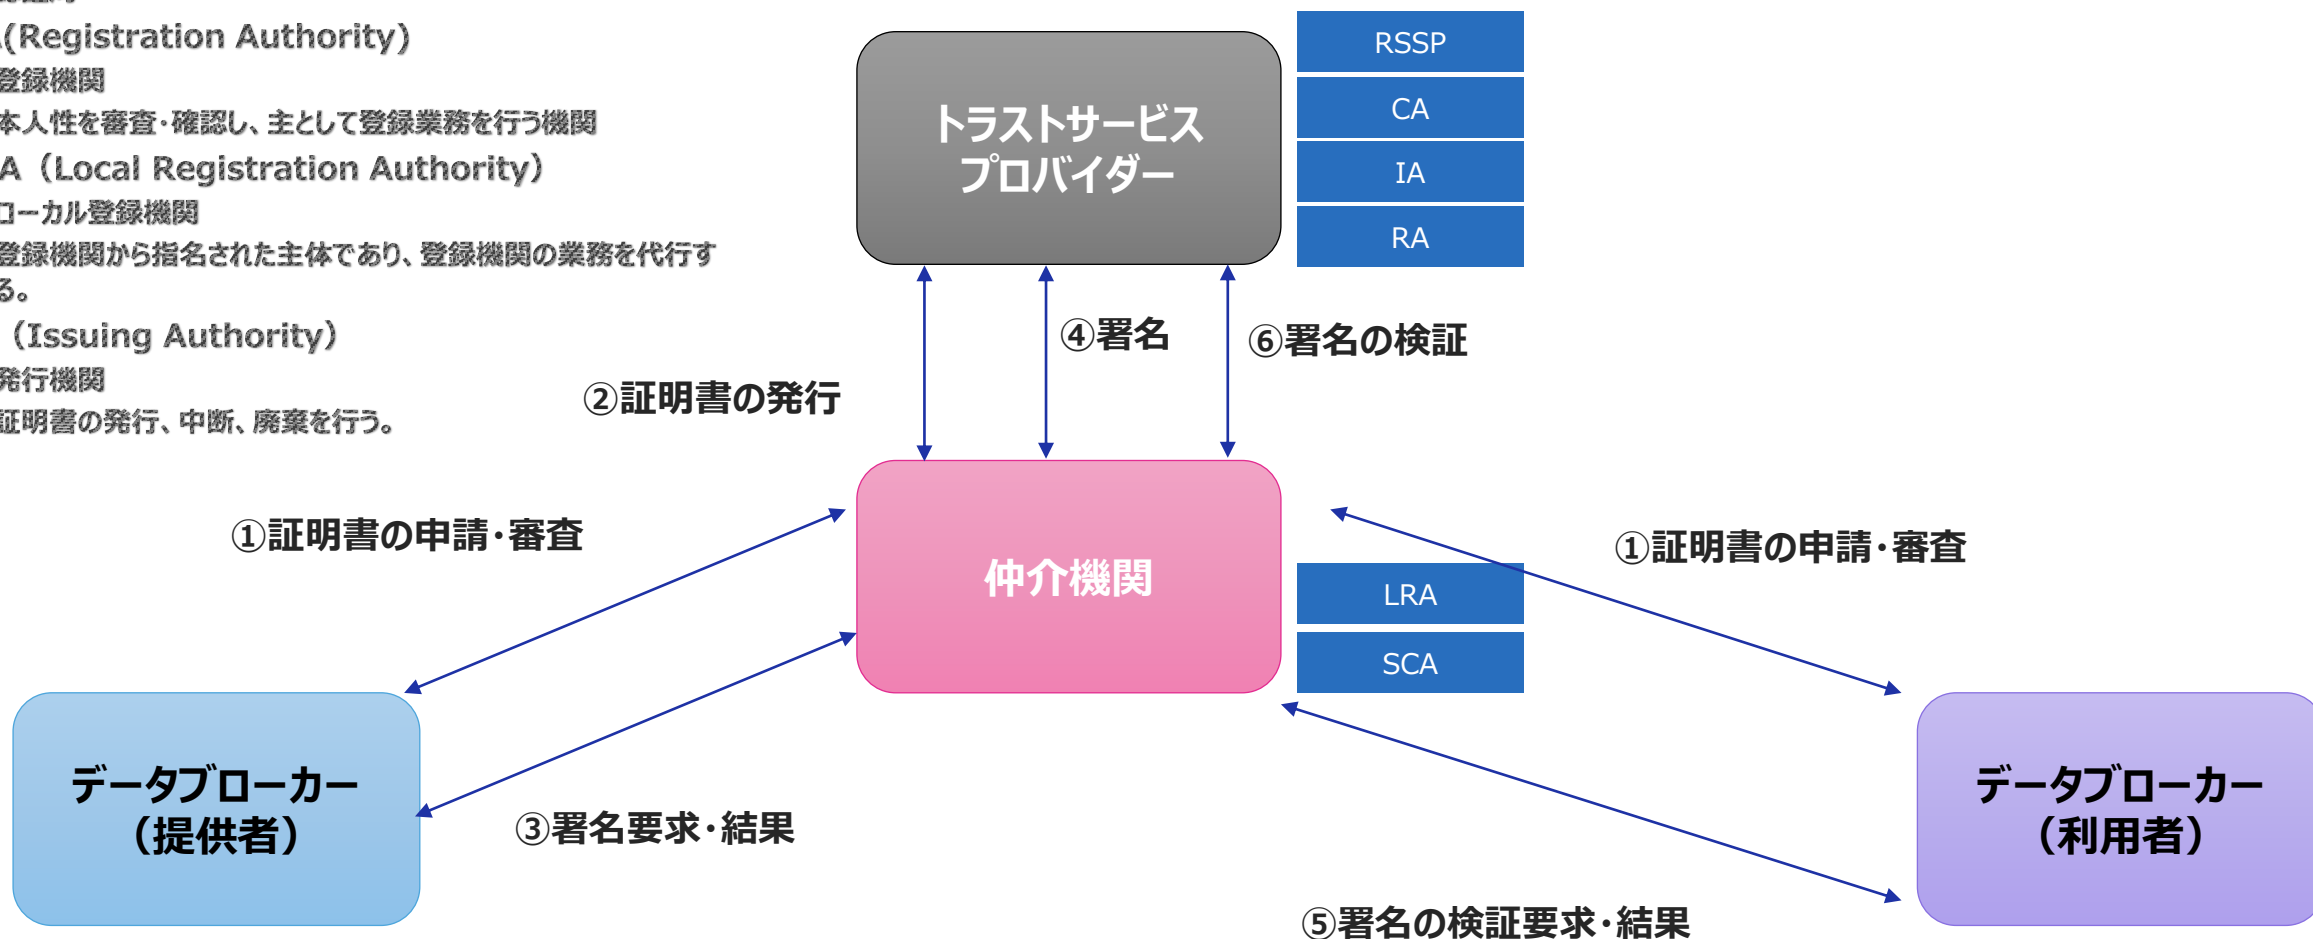 (Registration Authority)
登録機関
本人性を審査・確認し、主として登録業務を行う機関
A（Local Registration Authority）
ローカル登録機関
登録機関から指名された主体であり、登録機関の業務を代行す
る。
（Issuing Authority）
発行機関
証明書の発行、中断、廃棄を行う。
トラストサービス
プロバイダー
RSSP
CA
IA
RA
④署名
⑥署名の検証
②証明書の発行
①証明書の申請・審査
仲介機関
LRA
SCA
①証明書の申請・審査
データブローカー
（提供者）
③署名要求・結果
データブローカー
（利用者）
⑤署名の検証要求・結果